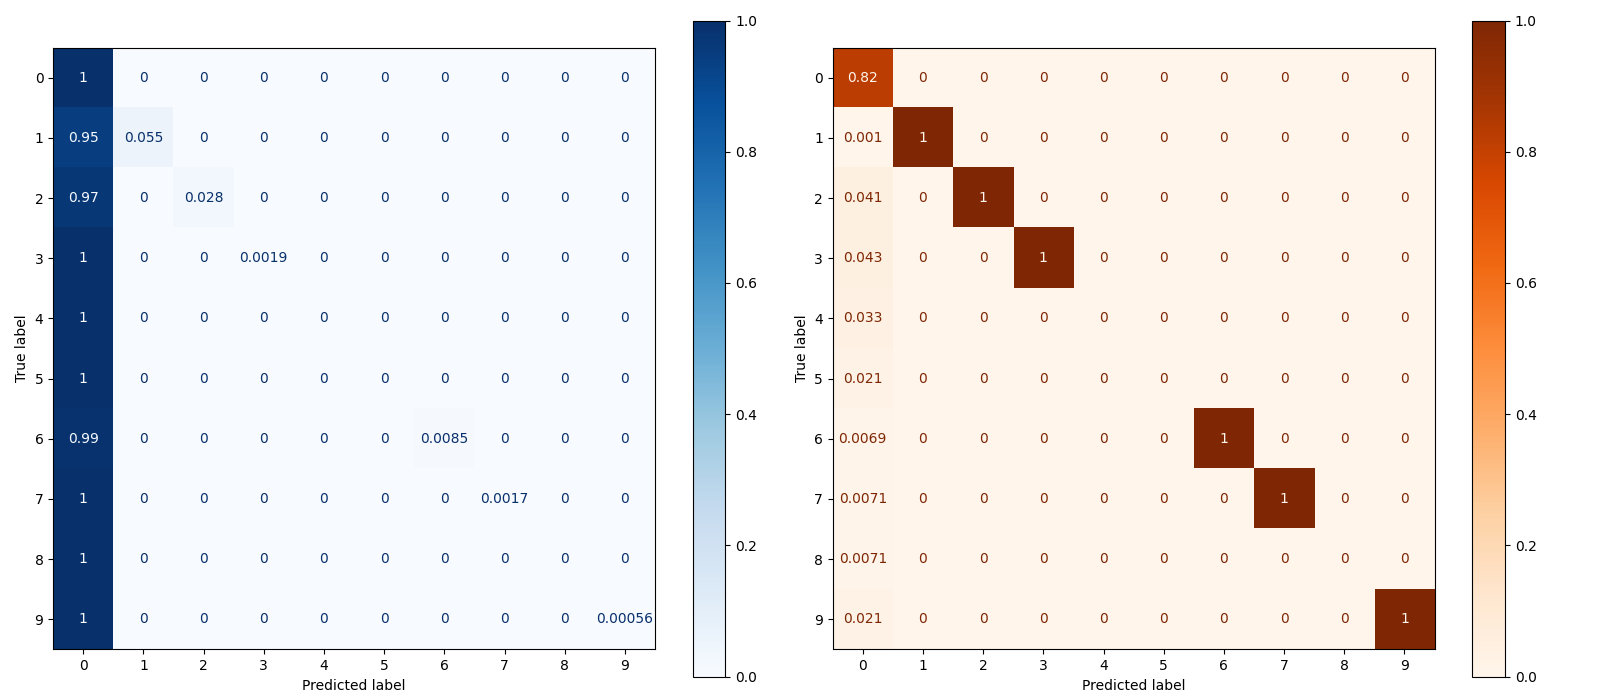 0 1 0 0 0 0 0 0 0 0 0
1 0.95 0.055 0 0 0 0 0 0 0 0
2 0.97 0 0.028 0 0 0 0 0 0 0
3 1 0 0 0.0019 0 0 0 0 0 0
4 1 0 0 0 0 0 0 0 0 0
5 1 0 0 0 0 0 0 0 0 0
6 0.99 0 0 0 0 0 0.0085 0 0 0
7 1 0 0 0 0 0 0 0.0017 0 0
8 1 0 0 0 0 0 0 0 0 0
9 1 0 0 0 0 0 0 0 0 0.00056
0 1 2 3 4 5 6 7 8 9
Predicted label
True label
1.0
0.8
0.6
0.4
0.2
0.0
0 0.82 0 0 0 0 0 0 0 0 0
1 0.001 1 0 0 0 0 0 0 0 0
2 0.041 0 1 0 0 0 0 0 0 0
3 0.043 0 0 1 0 0 0 0 0 0
4 0.033 0 0 0 0 0 0 0 0 0
5 0.021 0 0 0 0 0 0 0 0 0
6 0.0069 0 0 0 0 0 1 0 0 0
7 0.0071 0 0 0 0 0 0 1 0 0
8 0.0071 0 0 0 0 0 0 0 0 0
9 0.021 0 0 0 0 0 0 0 0 1
0 1 2 3 4 5 6 7 8 9
Predicted label
True label
1.0
0.8
0.6
0.4
0.2
0.0